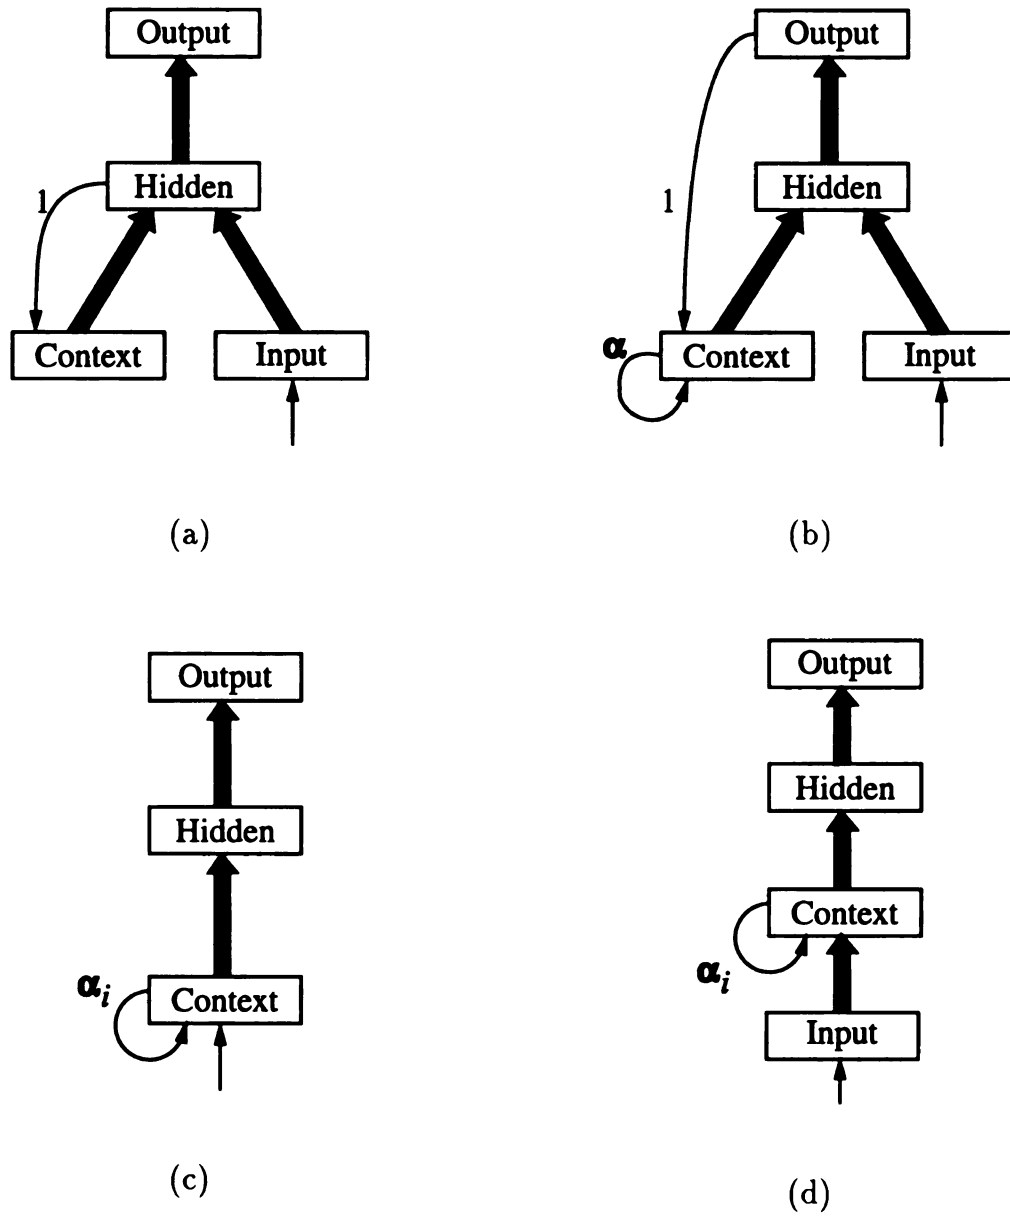 Output
Hidden
1
Context
Input
(a)
Output
Hidden
1
α
Context
Input
(b)
Output
Hidden
αi
Context
(c)
Output
Hidden
Context
αi
Input
(d)